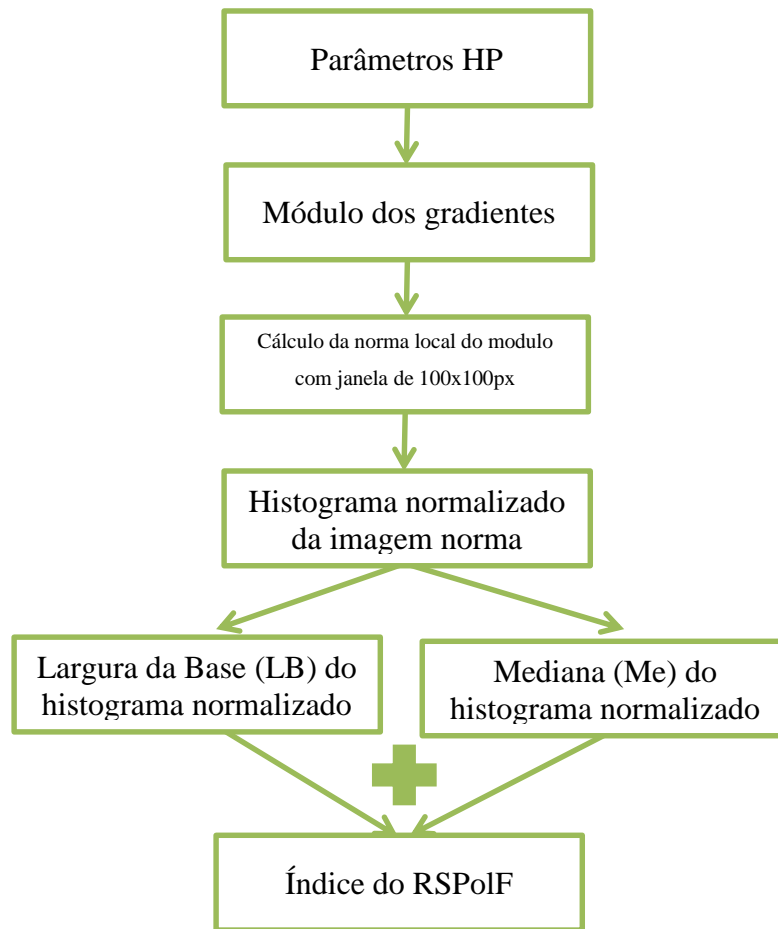 Parâmetros HP
Módulo dos gradientes
Cálculo da norma local do modulo
com janela de 100x100px
Histograma normalizado
da imagem norma
Largura da Base (LB) do
histograma normalizado
Mediana (Me) do
histograma normalizado
Índice do RSPolF